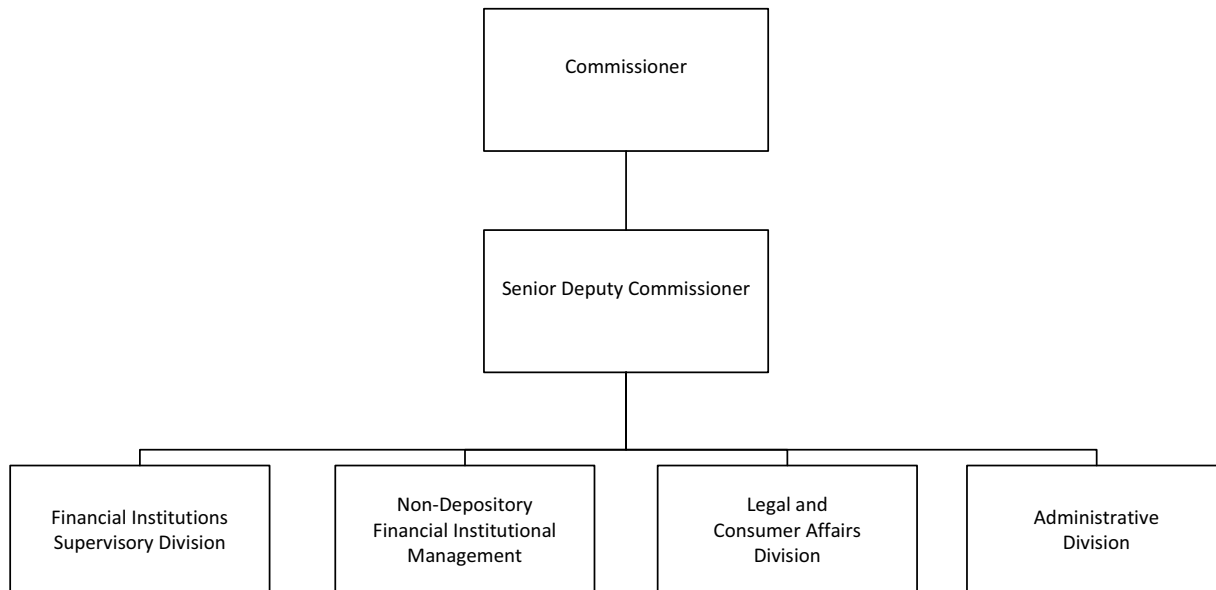 Commissioner
Senior Deputy Commissioner
Financial Institutions
Supervisory Division
Non-Depository
Financial Institutional
Management
Legal and
Consumer Affairs
Division
Administrative
Division